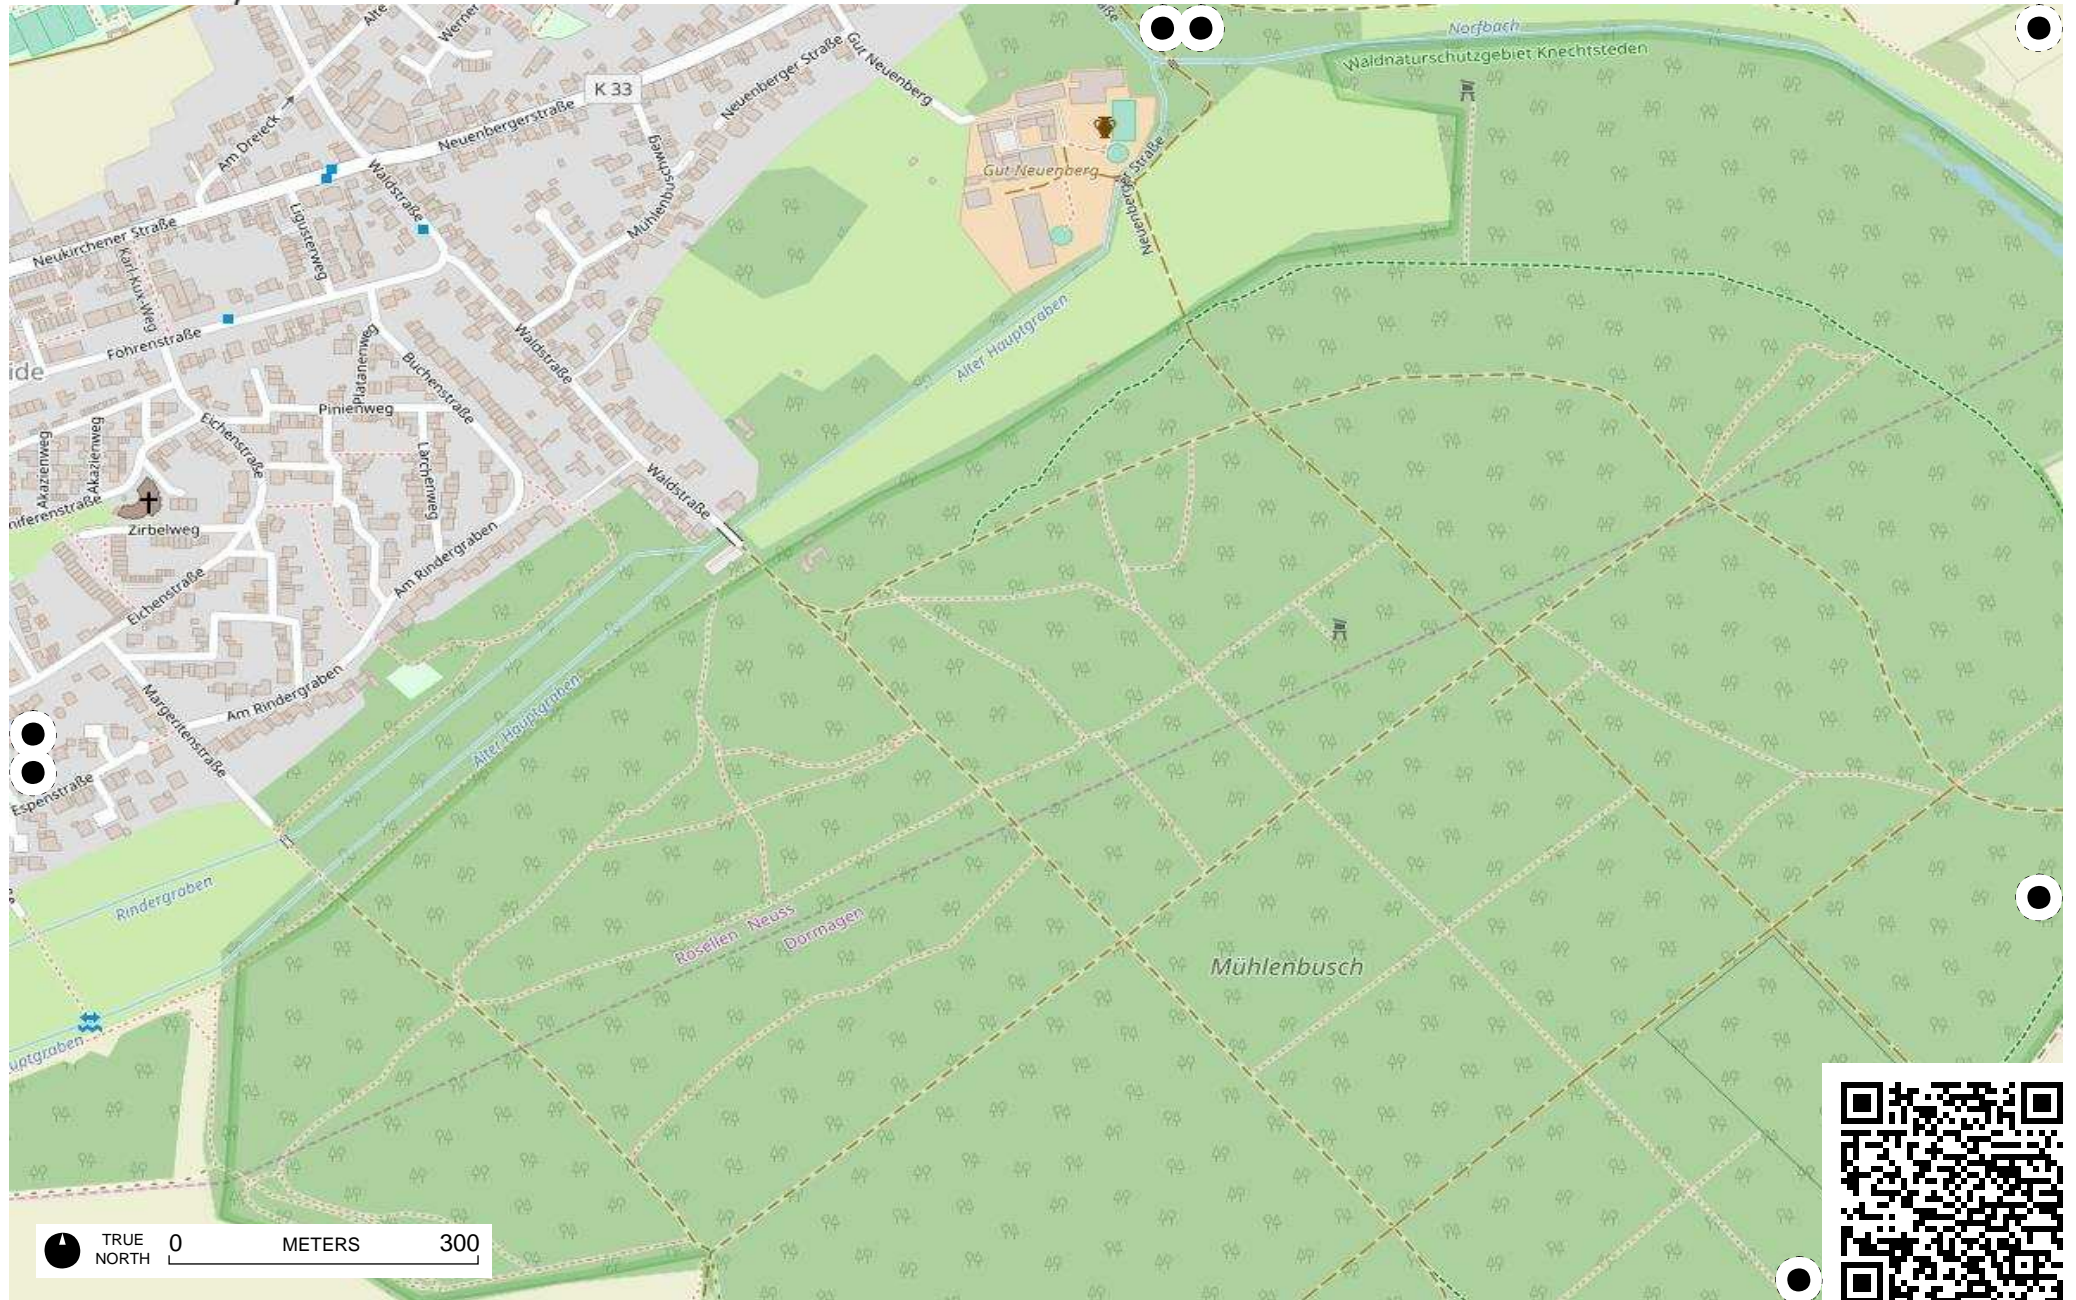 Alte
Werner
K 33
Neuenberger Straße
Gut Neuenberg
Norfbach
Waldnaturschutzgebiet Knechtsteden
Am Dreieck
Neuenbergerstraße
Waldstraße
Mühlenbuschweg
Gut Neuenberg
Neuenberger Straße
Neukirchener Straße
Karl-Kux-Weg
Ligusterweg
Föhrenstraße
Platanenweg
Buchenstraße
Waldstraße
Alter Hauptgraben
ide
Pinienweg
Eichenstraße
Lärchenweg
Akazienweg
Akazienweg
niferenstraße
Zirbelweg
Waldstraße
Am Rindergraben
Eichenstraße
Am Rindergraben
Margeritenstraße
Alter Hauptgraben
Espenstraße
Rindergraben
Rosellen Neuss
Dormagen
Mühlenbusch
uptgraben
TRUE NORTH
0 METERS 300